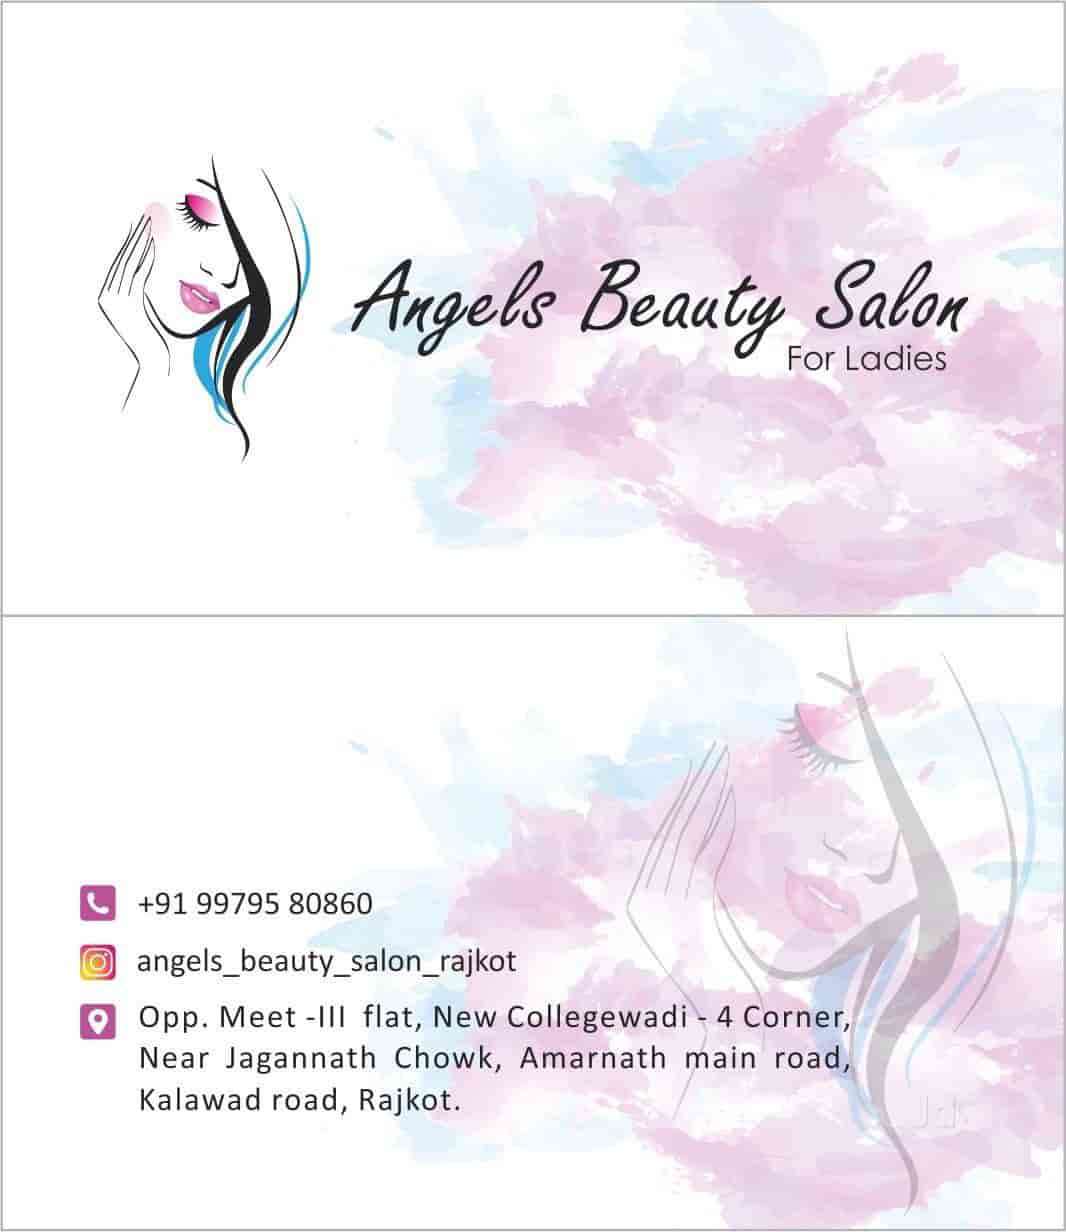 Angels Beauty Salon
For Ladies
+91 99795 80860
angels_beauty_salon_rajkot
Opp. Meet -III flat, New Collegewadi - 4 Corner,
Near Jagannath Chowk, Amarnath main road,
Kalawad road, Rajkot.